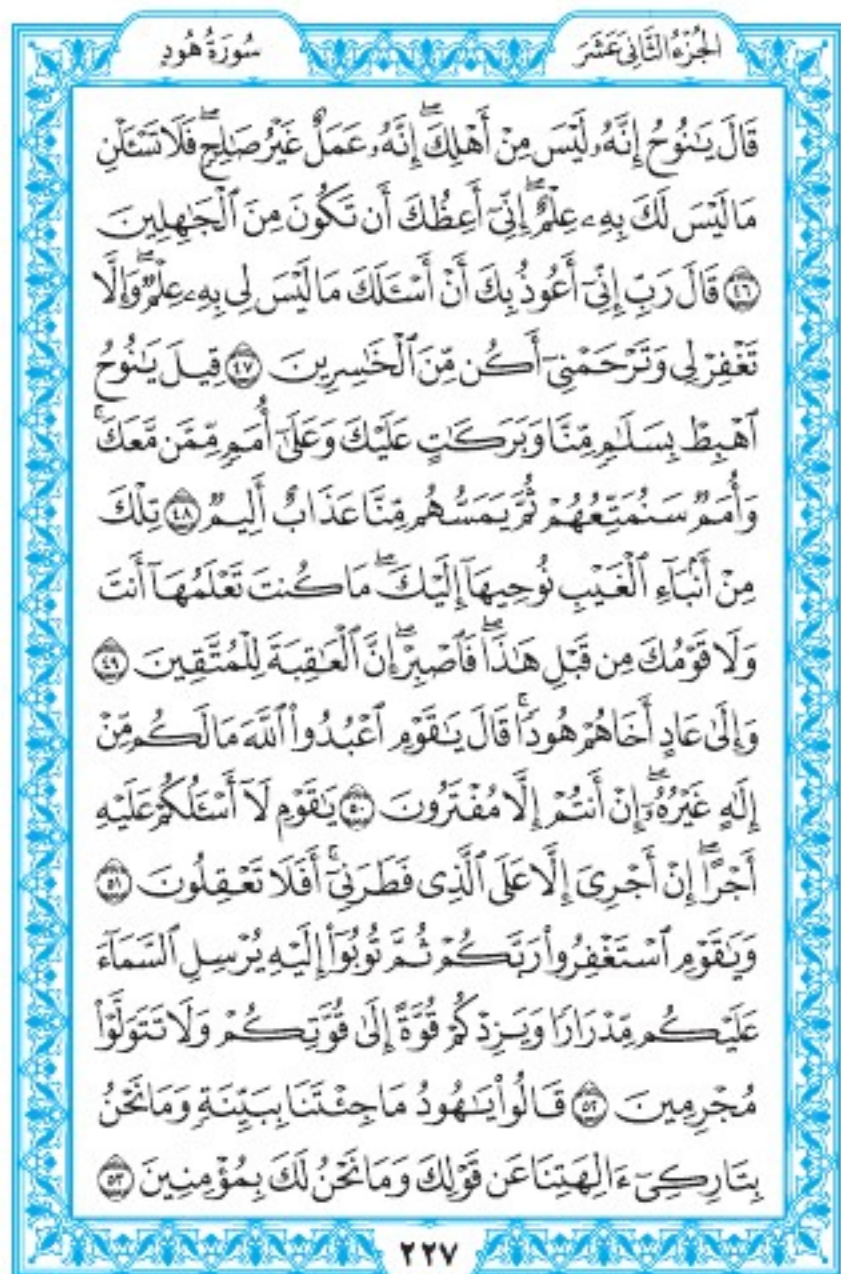 الجُزْءُ الثَّانِيَ عَشَرَ
سُورَةُ هُودٍ
قَالَ يَٰنُوحُ إِنَّهُۥ لَيْسَ مِنْ أَهْلِكَۖ إِنَّهُۥ عَمَلٌ غَيْرُ صَٰلِحٖۖ فَلَا تَسْـَٔلْنِ
مَا لَيْسَ لَكَ بِهِۦ عِلْمٌۖ إِنِّيٓ أَعِظُكَ أَن تَكُونَ مِنَ ٱلْجَٰهِلِينَ
٤٦ قَالَ رَبِّ إِنِّيٓ أَعُوذُ بِكَ أَنْ أَسْـَٔلَكَ مَا لَيْسَ لِي بِهِۦ عِلْمٌۖ وَإِلَّا
تَغْفِرْ لِي وَتَرْحَمْنِيٓ أَكُن مِّنَ ٱلْخَٰسِرِينَ ٤٧ قِيلَ يَٰنُوحُ
ٱهْبِطْ بِسَلَٰمٍ مِّنَّا وَبَرَكَٰتٍ عَلَيْكَ وَعَلَىٰٓ أُمَمٍ مِّمَّن مَّعَكَۚ
وَأُمَمٌ سَنُمَتِّعُهُمْ ثُمَّ يَمَسُّهُم مِّنَّا عَذَابٌ أَلِيمٌ ٤٨ تِلْكَ
مِنْ أَنۢبَآءِ ٱلْغَيْبِ نُوحِيهَآ إِلَيْكَۖ مَا كُنتَ تَعْلَمُهَآ أَنتَ
وَلَا قَوْمُكَ مِن قَبْلِ هَٰذَاۖ فَٱصْبِرْۖ إِنَّ ٱلْعَٰقِبَةَ لِلْمُتَّقِينَ ٤٩
وَإِلَىٰ عَادٍ أَخَاهُمْ هُودًاۚ قَالَ يَٰقَوْمِ ٱعْبُدُوا۟ ٱللَّهَ مَا لَكُم مِّنْ
إِلَٰهٍ غَيْرُهُۥٓۖ إِنْ أَنتُمْ إِلَّا مُفْتَرُونَ ٥٠ يَٰقَوْمِ لَآ أَسْـَٔلُكُمْ عَلَيْهِ
أَجْرًاۖ إِنْ أَجْرِيَ إِلَّا عَلَى ٱلَّذِي فَطَرَنِيٓۚ أَفَلَا تَعْقِلُونَ ٥١
وَيَٰقَوْمِ ٱسْتَغْفِرُوا۟ رَبَّكُمْ ثُمَّ تُوبُوٓا۟ إِلَيْهِ يُرْسِلِ ٱلسَّمَآءَ
عَلَيْكُم مِّدْرَارًا وَيَزِدْكُمْ قُوَّةً إِلَىٰ قُوَّتِكُمْ وَلَا تَتَوَلَّوْا۟
مُجْرِمِينَ ٥٢ قَالُوا۟ يَٰهُودُ مَا جِئْتَنَا بِبَيِّنَةٍ وَمَا نَحْنُ
بِتَارِكِيٓ ءَالِهَتِنَا عَن قَوْلِكَ وَمَا نَحْنُ لَكَ بِمُؤْمِنِينَ ٥٣
٢٢٧